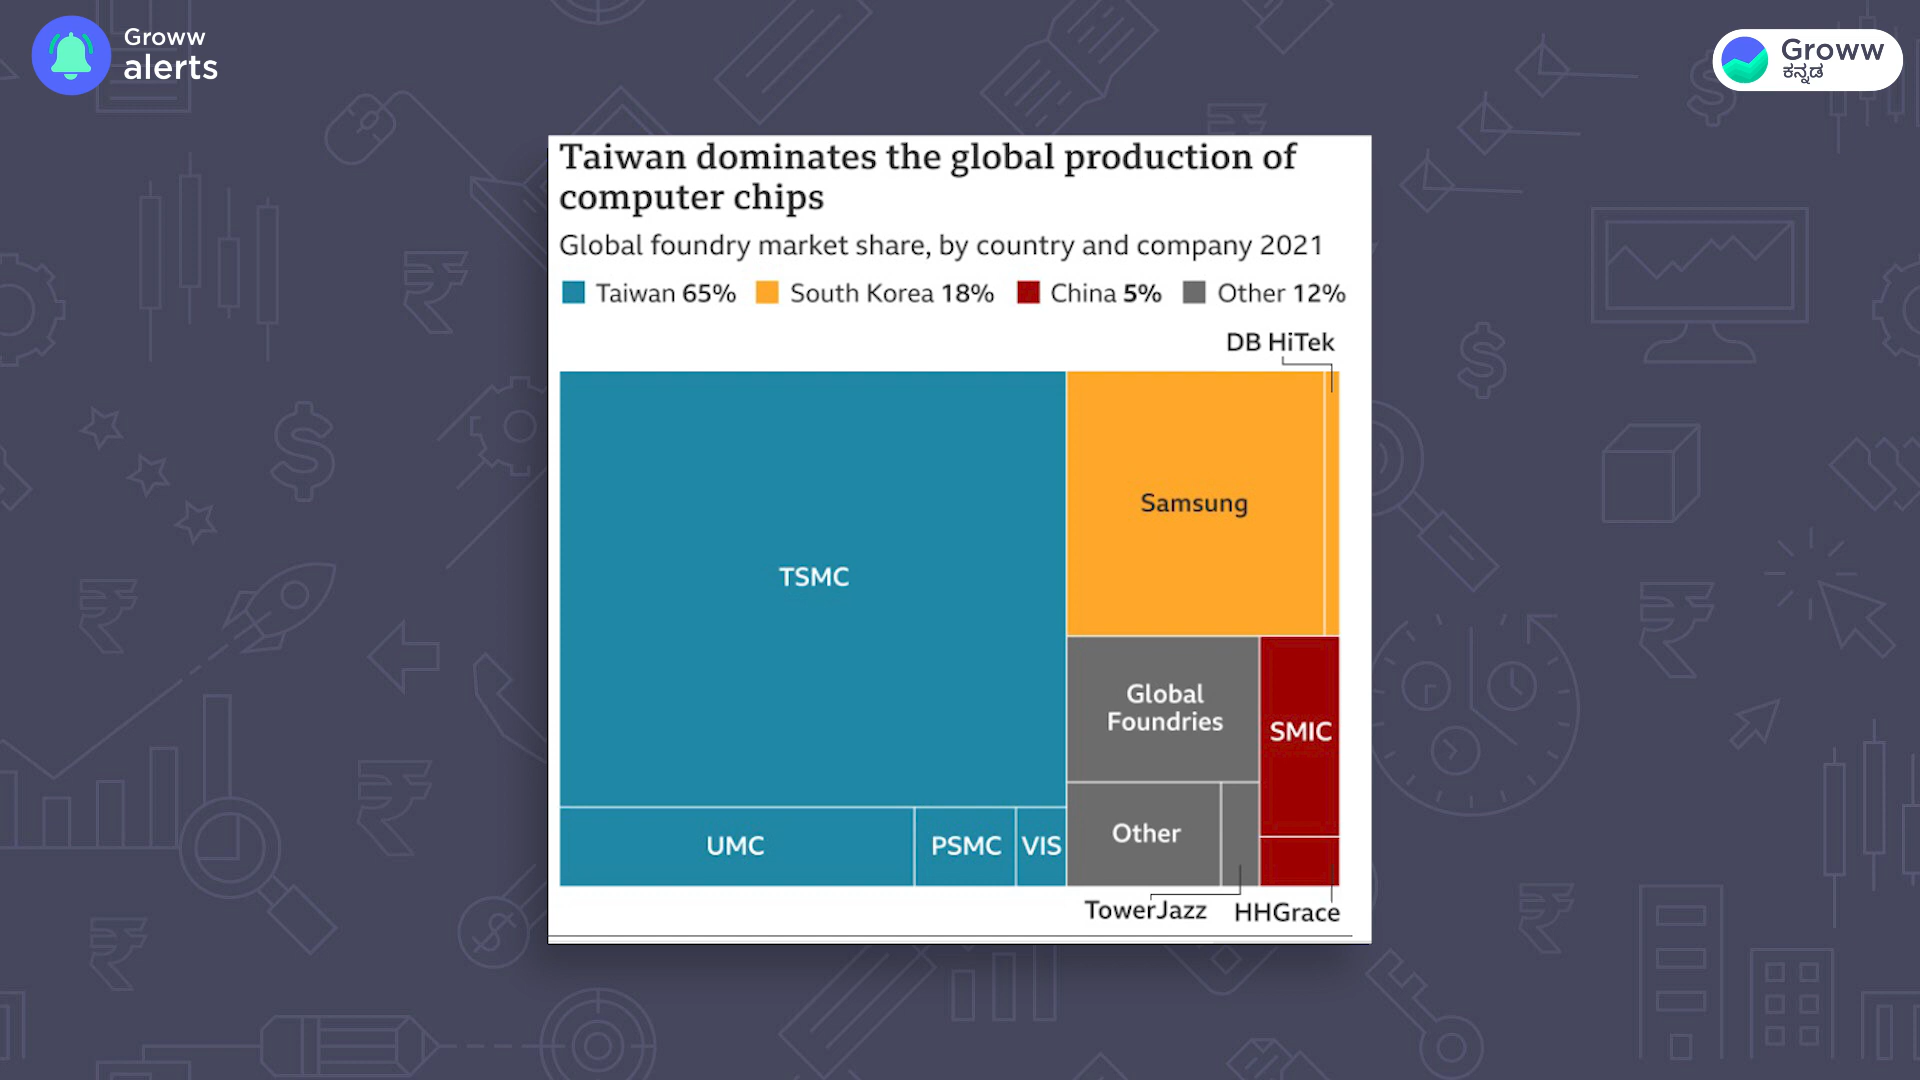 Groww
alerts
Groww
ಕನ್ನಡ
Taiwan dominates the global production of
computer chips
Global foundry market share, by country and company 2021
Taiwan 65% South Korea 18% China 5% Other 12%
DB HiTek
Samsung
TSMC
Global
Foundries
SMIC
Other
UMC PSMC VIS
TowerJazz HHGrace